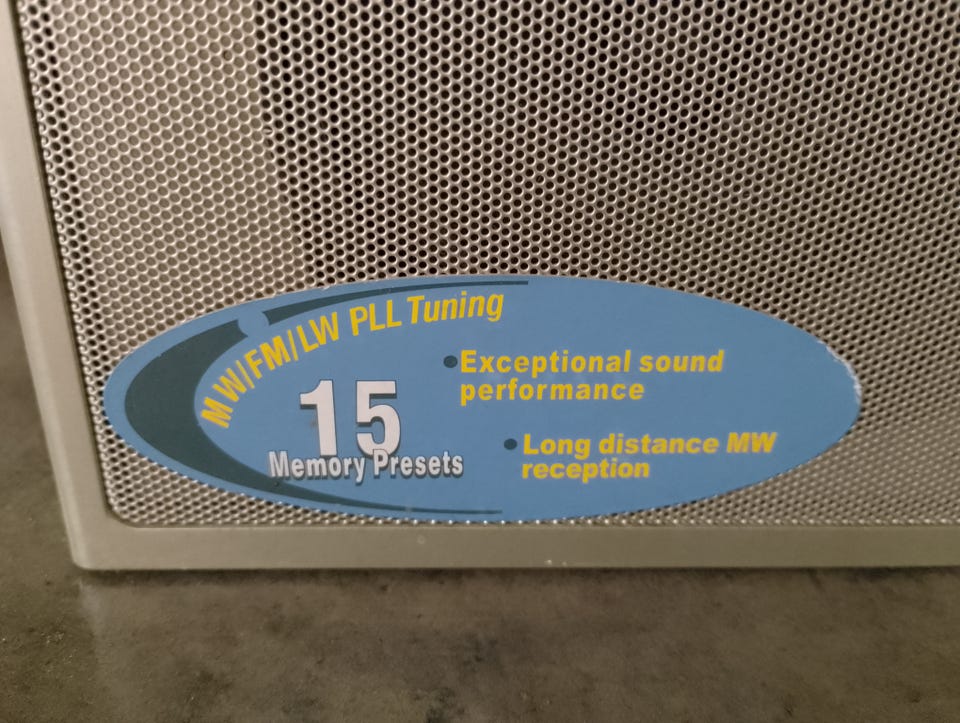 MW/FM/LW PLL Tuning
15
Memory Presets
Exceptional sound
performance
Long distance MW
reception